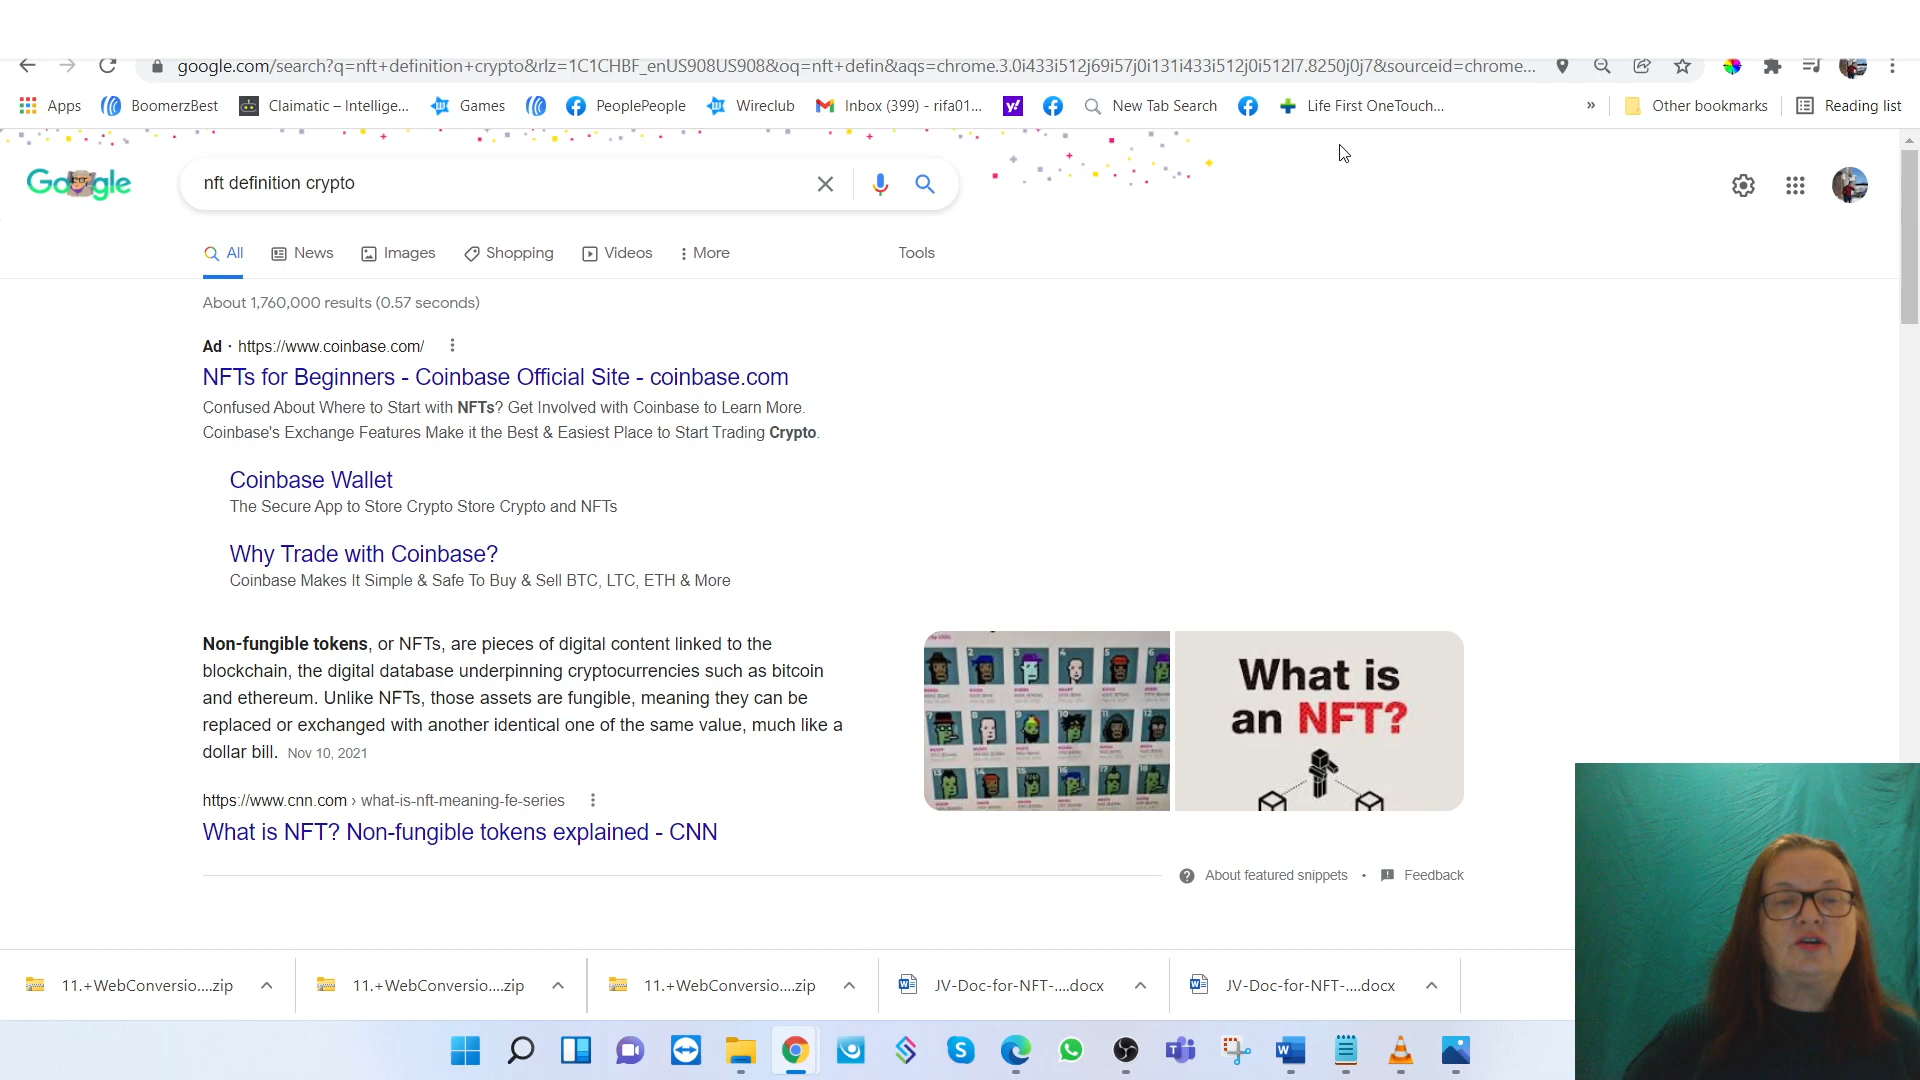 google.com/search?q=nft+definition+crypto&rlz=1C1CHBF_enUS908US908&oq=nft+defin&aqs=chrome.3.0i433i512j69i57j0i131i433i512j0i512l7.8250j0j7&sourceid=chrome...
Apps BoomerzBest Claimatic – Intellige... Games PeoplePeople Wireclub Inbox (399) - rifa01... New Tab Search Life First OneTouch... » Other bookmarks Reading list
Google
nft definition crypto
All News Images Shopping Videos More Tools
About 1,760,000 results (0.57 seconds)
Ad · https://www.coinbase.com/
NFTs for Beginners - Coinbase Official Site - coinbase.com
Confused About Where to Start with NFTs? Get Involved with Coinbase to Learn More.
Coinbase's Exchange Features Make it the Best & Easiest Place to Start Trading Crypto.
Coinbase Wallet
The Secure App to Store Crypto Store Crypto and NFTs
Why Trade with Coinbase?
Coinbase Makes It Simple & Safe To Buy & Sell BTC, LTC, ETH & More
Non-fungible tokens, or NFTs, are pieces of digital content linked to the
blockchain, the digital database underpinning cryptocurrencies such as bitcoin
and ethereum. Unlike NFTs, those assets are fungible, meaning they can be
replaced or exchanged with another identical one of the same value, much like a
dollar bill. Nov 10, 2021
What is
an NFT?
https://www.cnn.com › what-is-nft-meaning-fe-series
What is NFT? Non-fungible tokens explained - CNN
About featured snippets • Feedback
11.+WebConversio....zip 11.+WebConversio....zip 11.+WebConversio....zip JV-Doc-for-NFT-....docx JV-Doc-for-NFT-....docx